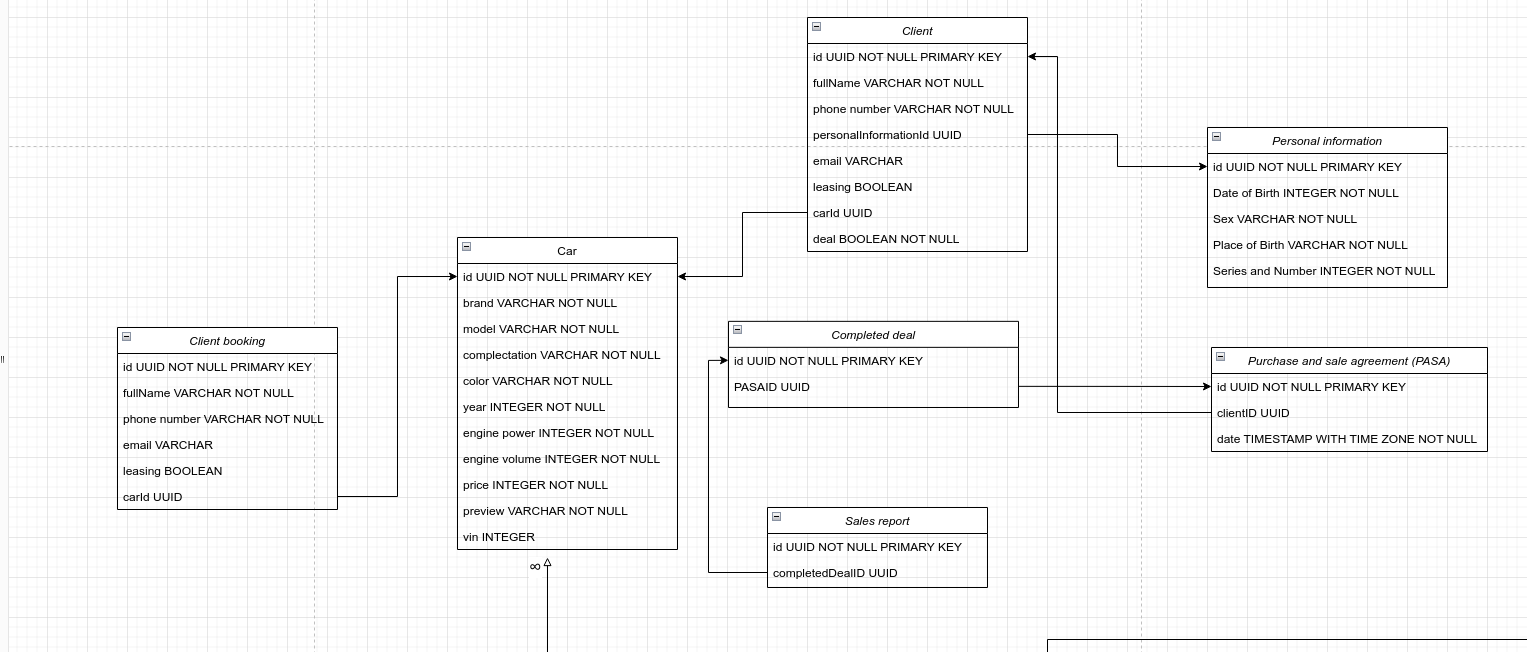 Client
id UUID NOT NULL PRIMARY KEY
fullName VARCHAR NOT NULL
phone number VARCHAR NOT NULL
personalInformationId UUID
email VARCHAR
leasing BOOLEAN
carId UUID
deal BOOLEAN NOT NULL
Personal information
id UUID NOT NULL PRIMARY KEY
Date of Birth INTEGER NOT NULL
Sex VARCHAR NOT NULL
Place of Birth VARCHAR NOT NULL
Series and Number INTEGER NOT NULL
Car
id UUID NOT NULL PRIMARY KEY
brand VARCHAR NOT NULL
model VARCHAR NOT NULL
complectation VARCHAR NOT NULL
color VARCHAR NOT NULL
year INTEGER NOT NULL
engine power INTEGER NOT NULL
engine volume INTEGER NOT NULL
price INTEGER NOT NULL
preview VARCHAR NOT NULL
vin INTEGER
∞
Client booking
id UUID NOT NULL PRIMARY KEY
fullName VARCHAR NOT NULL
phone number VARCHAR NOT NULL
email VARCHAR
leasing BOOLEAN
carId UUID
Completed deal
id UUID NOT NULL PRIMARY KEY
PASAID UUID
Purchase and sale agreement (PASA)
id UUID NOT NULL PRIMARY KEY
clientID UUID
date TIMESTAMP WITH TIME ZONE NOT NULL
Sales report
id UUID NOT NULL PRIMARY KEY
completedDealID UUID